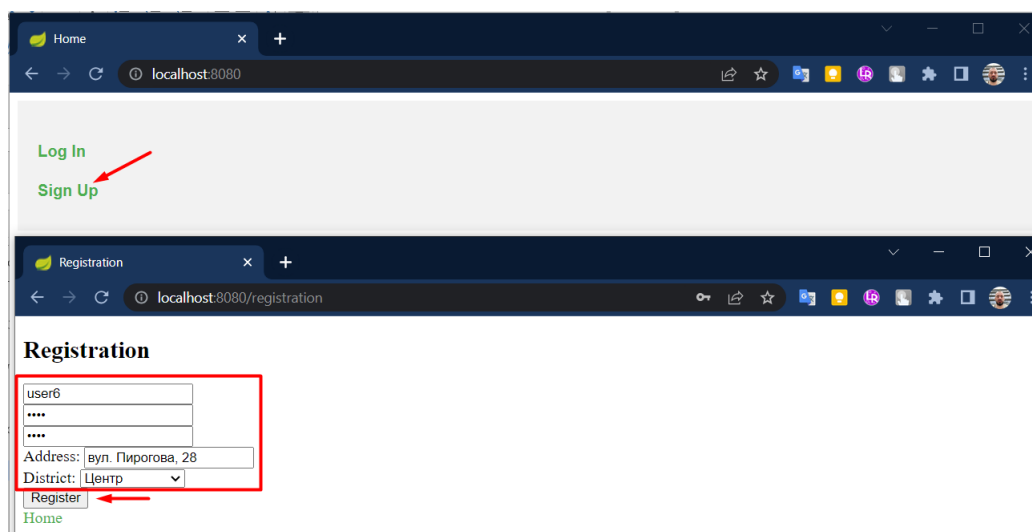 Home
localhost:8080
Log In
Sign Up
Registration
localhost:8080/registration
Registration
user6
••••
••••
Address: вул. Пирогова, 28
District: Центр
Register
Home